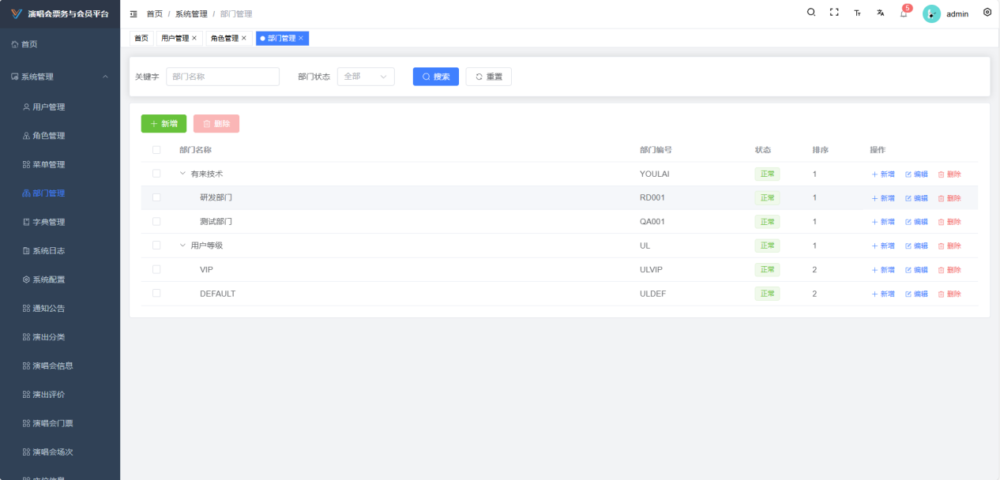 演唱会票务与会员平台
首页 / 系统管理 / 部门管理
5
admin
首页 用户管理 × 角色管理 × 部门管理 ×
首页
系统管理
用户管理
角色管理
菜单管理
部门管理
字典管理
系统日志
系统配置
通知公告
演出分类
演唱会信息
演出评价
演唱会门票
演唱会场次
关键字 部门名称 部门状态 全部 搜索 重置
+ 新增 删除
部门名称 部门编号 状态 排序 操作
有来技术 YOULAI 正常 1 + 新增 编辑 删除
研发部门 RD001 正常 1 + 新增 编辑 删除
测试部门 QA001 正常 1 + 新增 编辑 删除
用户等级 UL 正常 1 + 新增 编辑 删除
VIP ULVIP 正常 2 + 新增 编辑 删除
DEFAULT ULDEF 正常 2 + 新增 编辑 删除